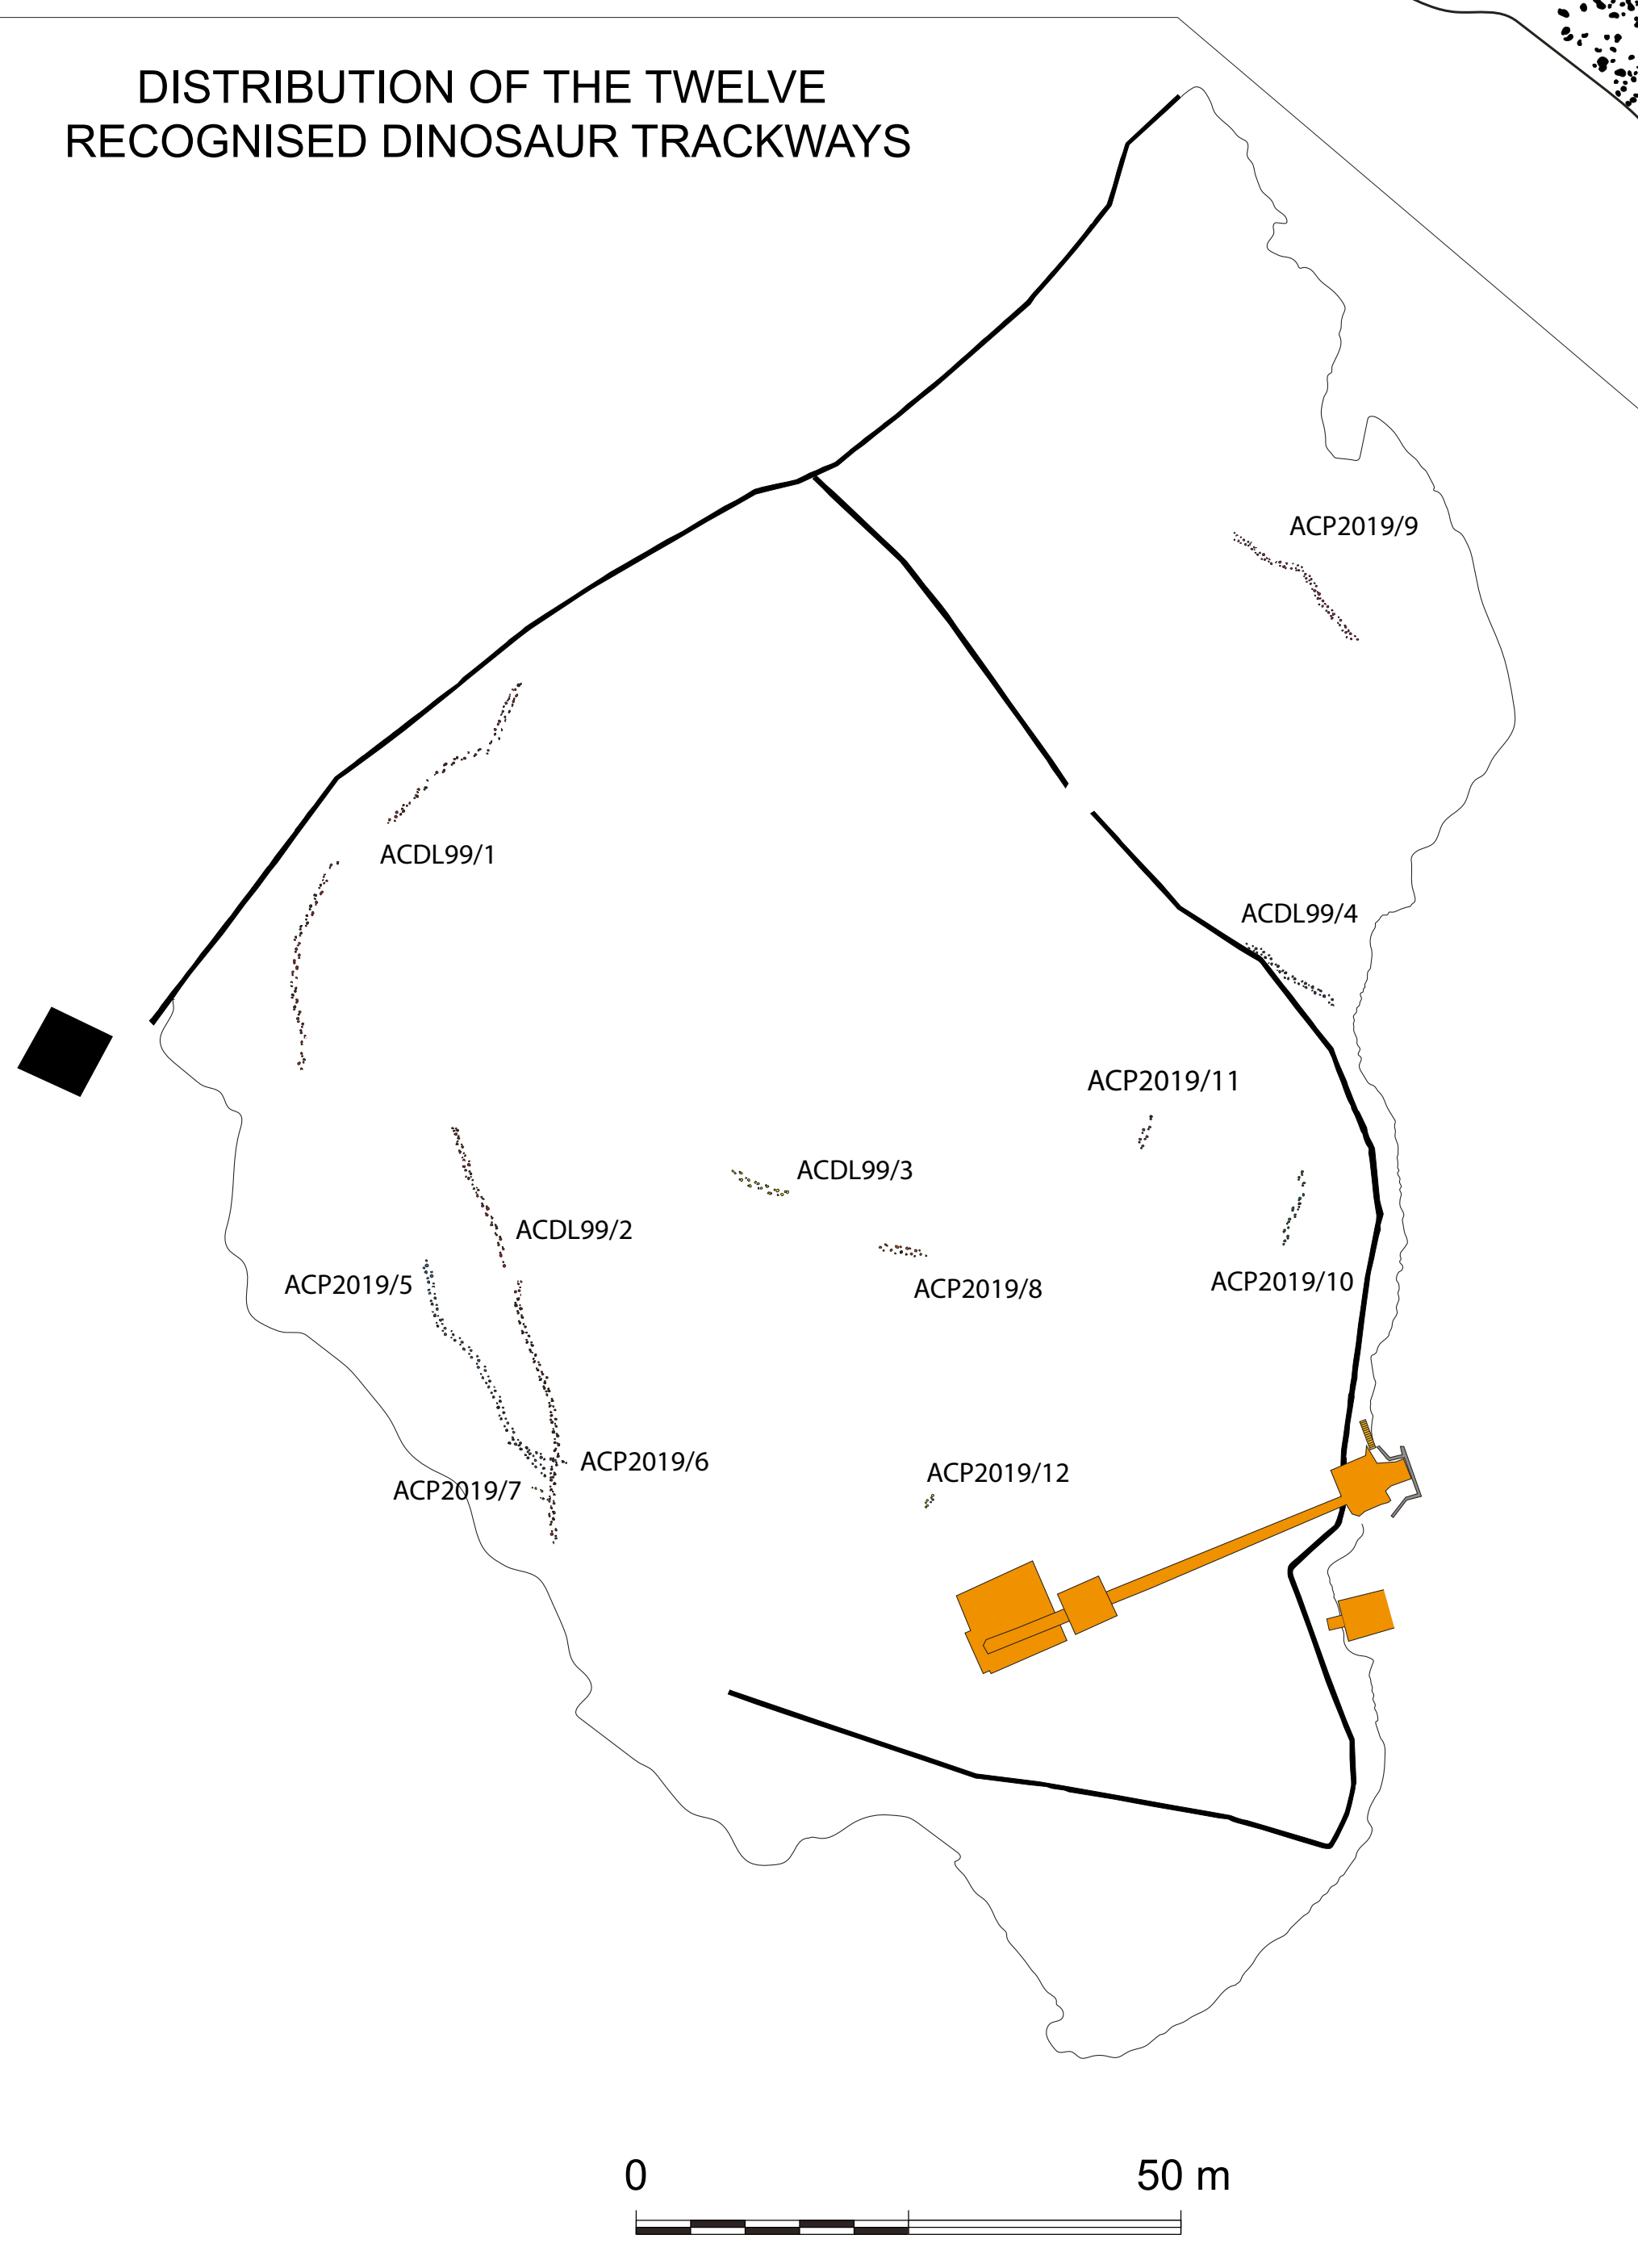 DISTRIBUTION OF THE TWELVE
RECOGNISED DINOSAUR TRACKWAYS
ACP2019/9
ACDL99/1
ACDL99/4
ACP2019/11
ACDL99/3
ACDL99/2
ACP2019/5
ACP2019/8
ACP2019/10
ACP2019/6
ACP2019/12
ACP2019/7
0 50 m